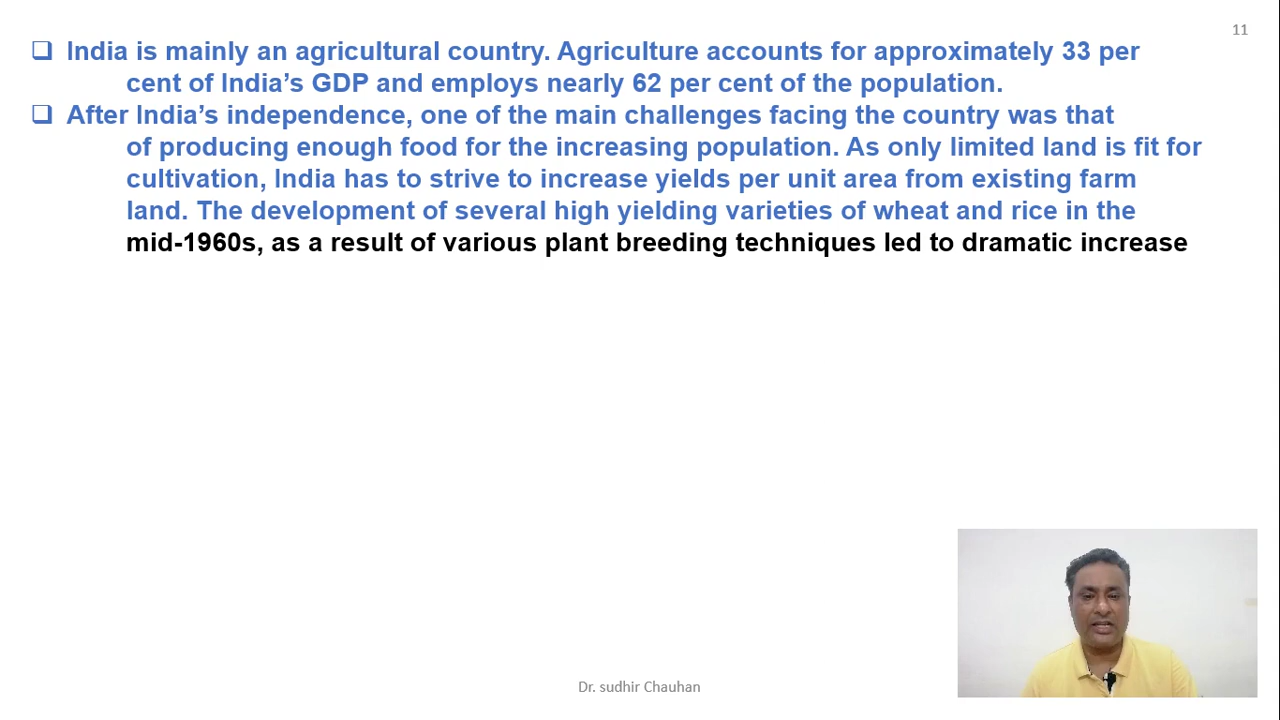 11
❑ India is mainly an agricultural country. Agriculture accounts for approximately 33 per
cent of India’s GDP and employs nearly 62 per cent of the population.
❑ After India’s independence, one of the main challenges facing the country was that
of producing enough food for the increasing population. As only limited land is fit for
cultivation, India has to strive to increase yields per unit area from existing farm
land. The development of several high yielding varieties of wheat and rice in the
mid-1960s, as a result of various plant breeding techniques led to dramatic increase
Dr. sudhir Chauhan